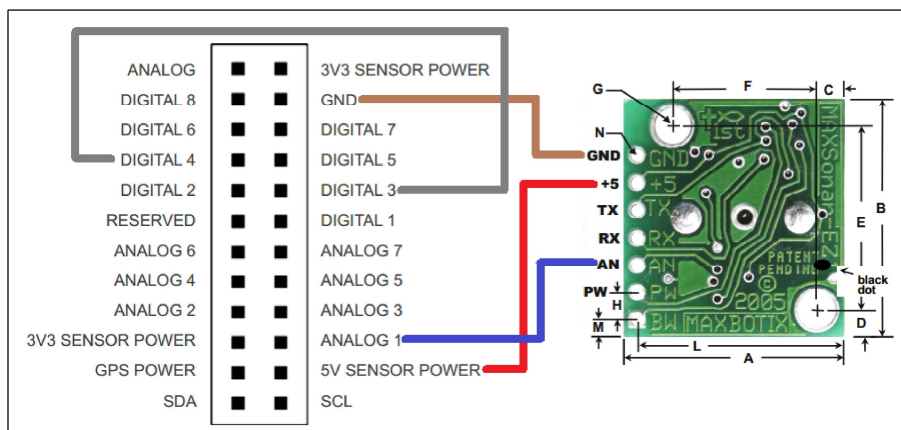 ANALOG 3V3 SENSOR POWER
DIGITAL 8 GND
DIGITAL 6 DIGITAL 7
DIGITAL 4 DIGITAL 5
DIGITAL 2 DIGITAL 3
RESERVED DIGITAL 1
ANALOG 6 ANALOG 7
ANALOG 4 ANALOG 5
ANALOG 2 ANALOG 3
3V3 SENSOR POWER ANALOG 1
GPS POWER 5V SENSOR POWER
SDA SCL
GND
+5
TX
RX
AN
PW
G
N
F
C
E
B
D
H
M
L
A
black
dot
1st
GND
+5
TX
RX
AN
PW
BW
MAXBOTIX
PATENT
PENDING
©
2005
MaxSonar-EZ